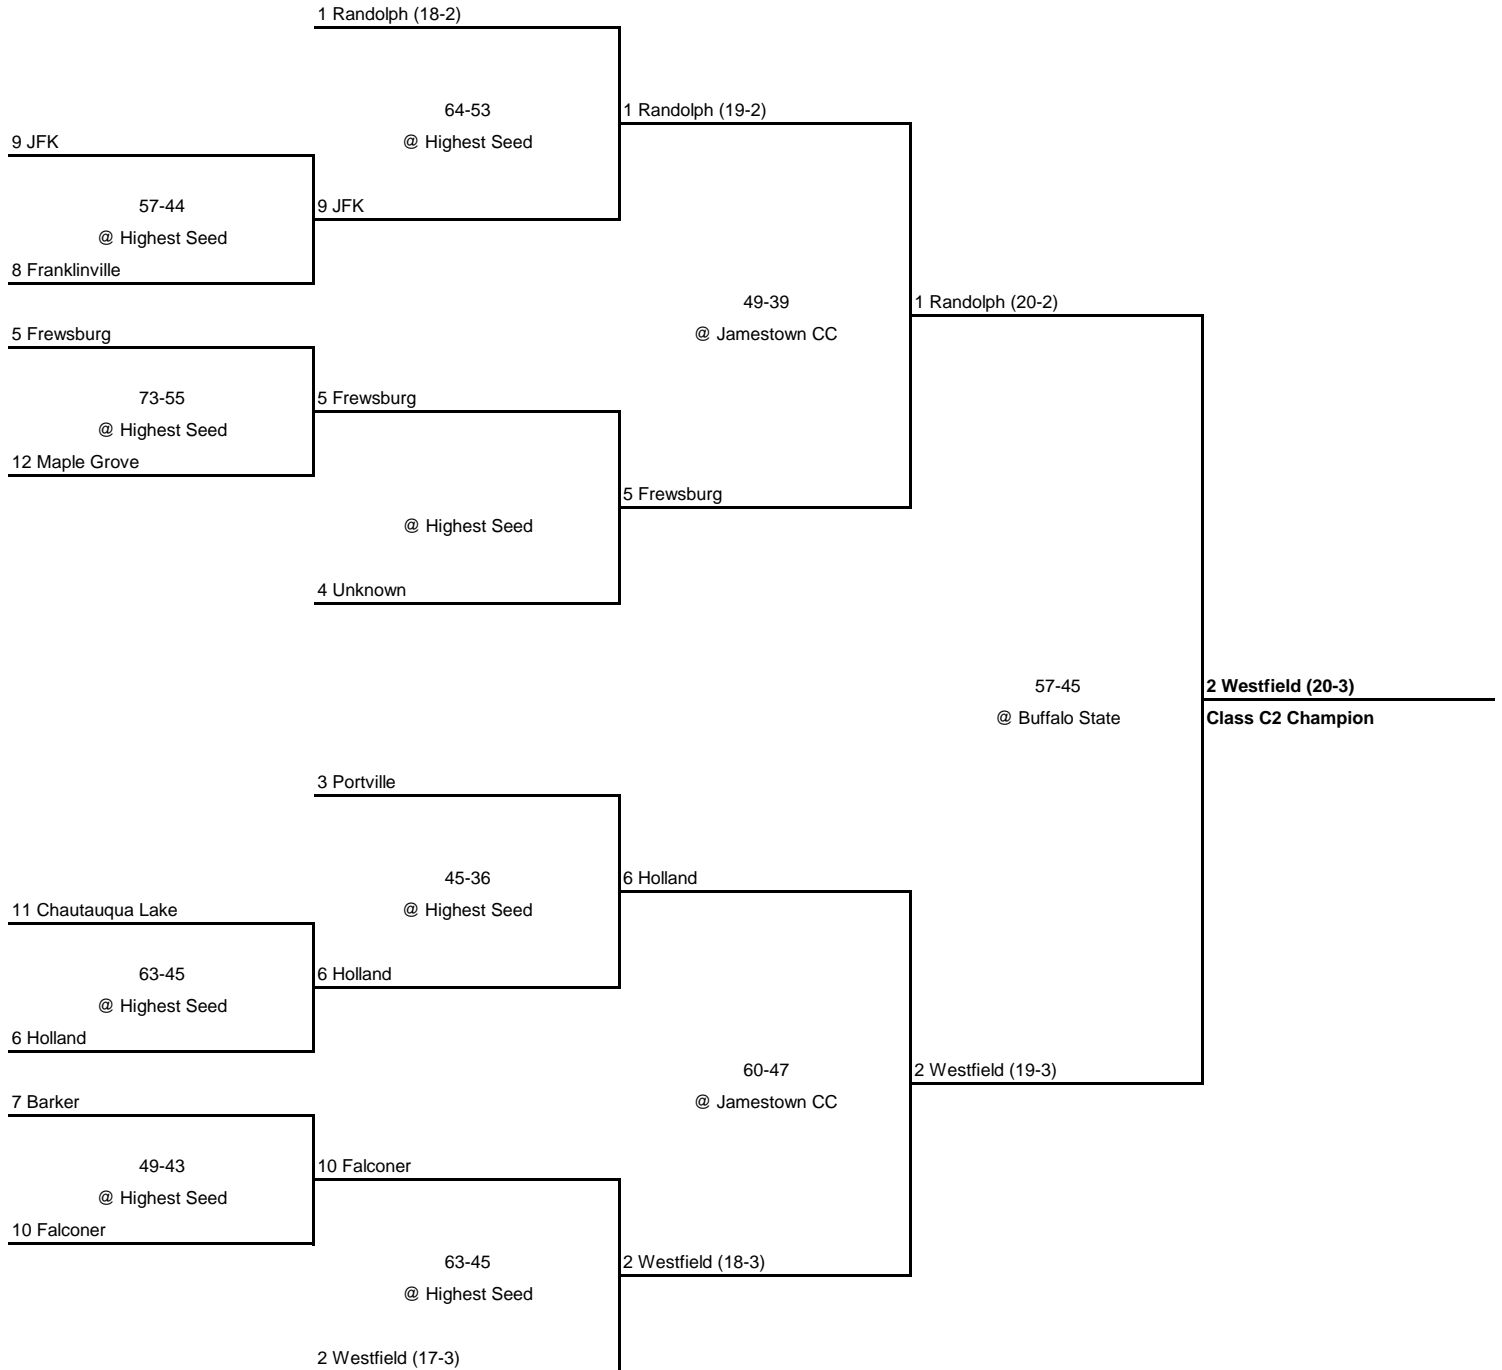 1 Randolph (18-2)
64-53
1 Randolph (19-2)
9 JFK
@ Highest Seed
57-44
9 JFK
@ Highest Seed
8 Franklinville
49-39
1 Randolph (20-2)
5 Frewsburg
@ Jamestown CC
73-55
5 Frewsburg
@ Highest Seed
12 Maple Grove
5 Frewsburg
@ Highest Seed
4 Unknown
57-45
2 Westfield (20-3)
@ Buffalo State
Class C2 Champion
3 Portville
45-36
6 Holland
11 Chautauqua Lake
@ Highest Seed
63-45
6 Holland
@ Highest Seed
6 Holland
60-47
2 Westfield (19-3)
7 Barker
@ Jamestown CC
49-43
10 Falconer
@ Highest Seed
10 Falconer
63-45
2 Westfield (18-3)
@ Highest Seed
2 Westfield (17-3)